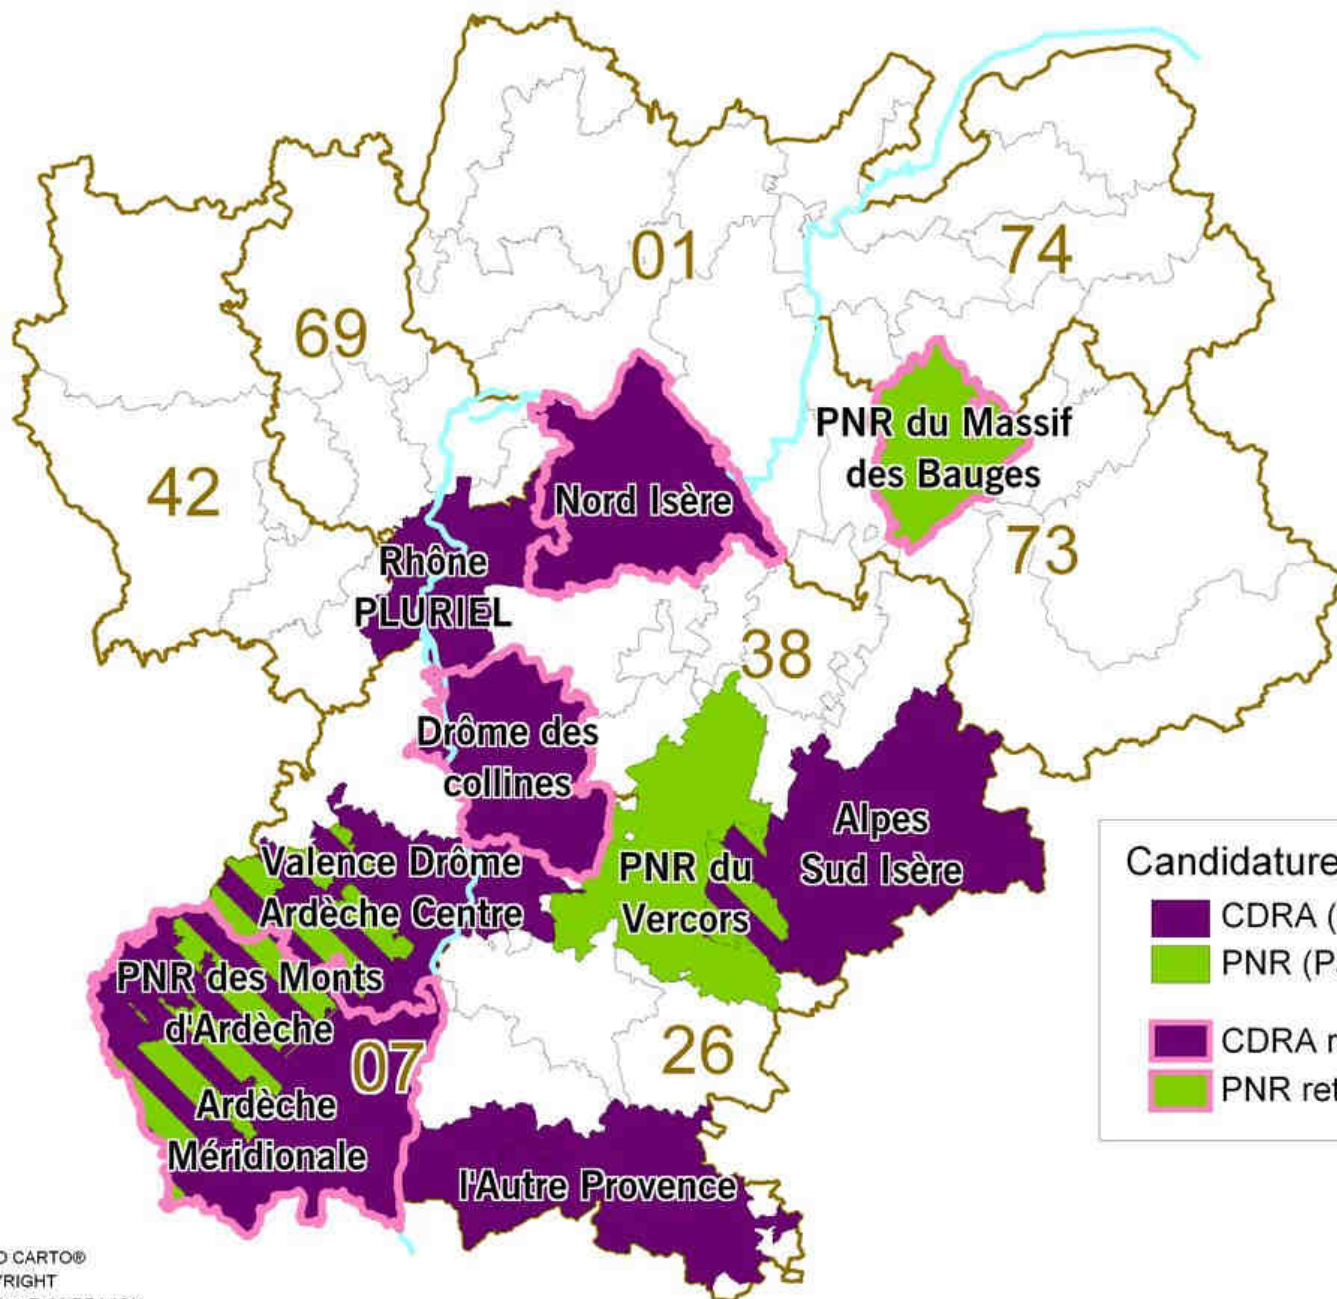 01
74
69
PNR du Massif
des Bauges
42
Nord Isère
73
Rhône
PLURIEL
38
Drôme des
collines
Alpes
Sud Isère
Valence Drôme
Ardèche Centre
PNR du
Vercors
PNR des Monts
d'Ardèche
26
07
Ardèche
Méridionale
l'Autre Provence
Candidature
CDRA (
PNR (P
CDRA r
PNR ret
CARTO®